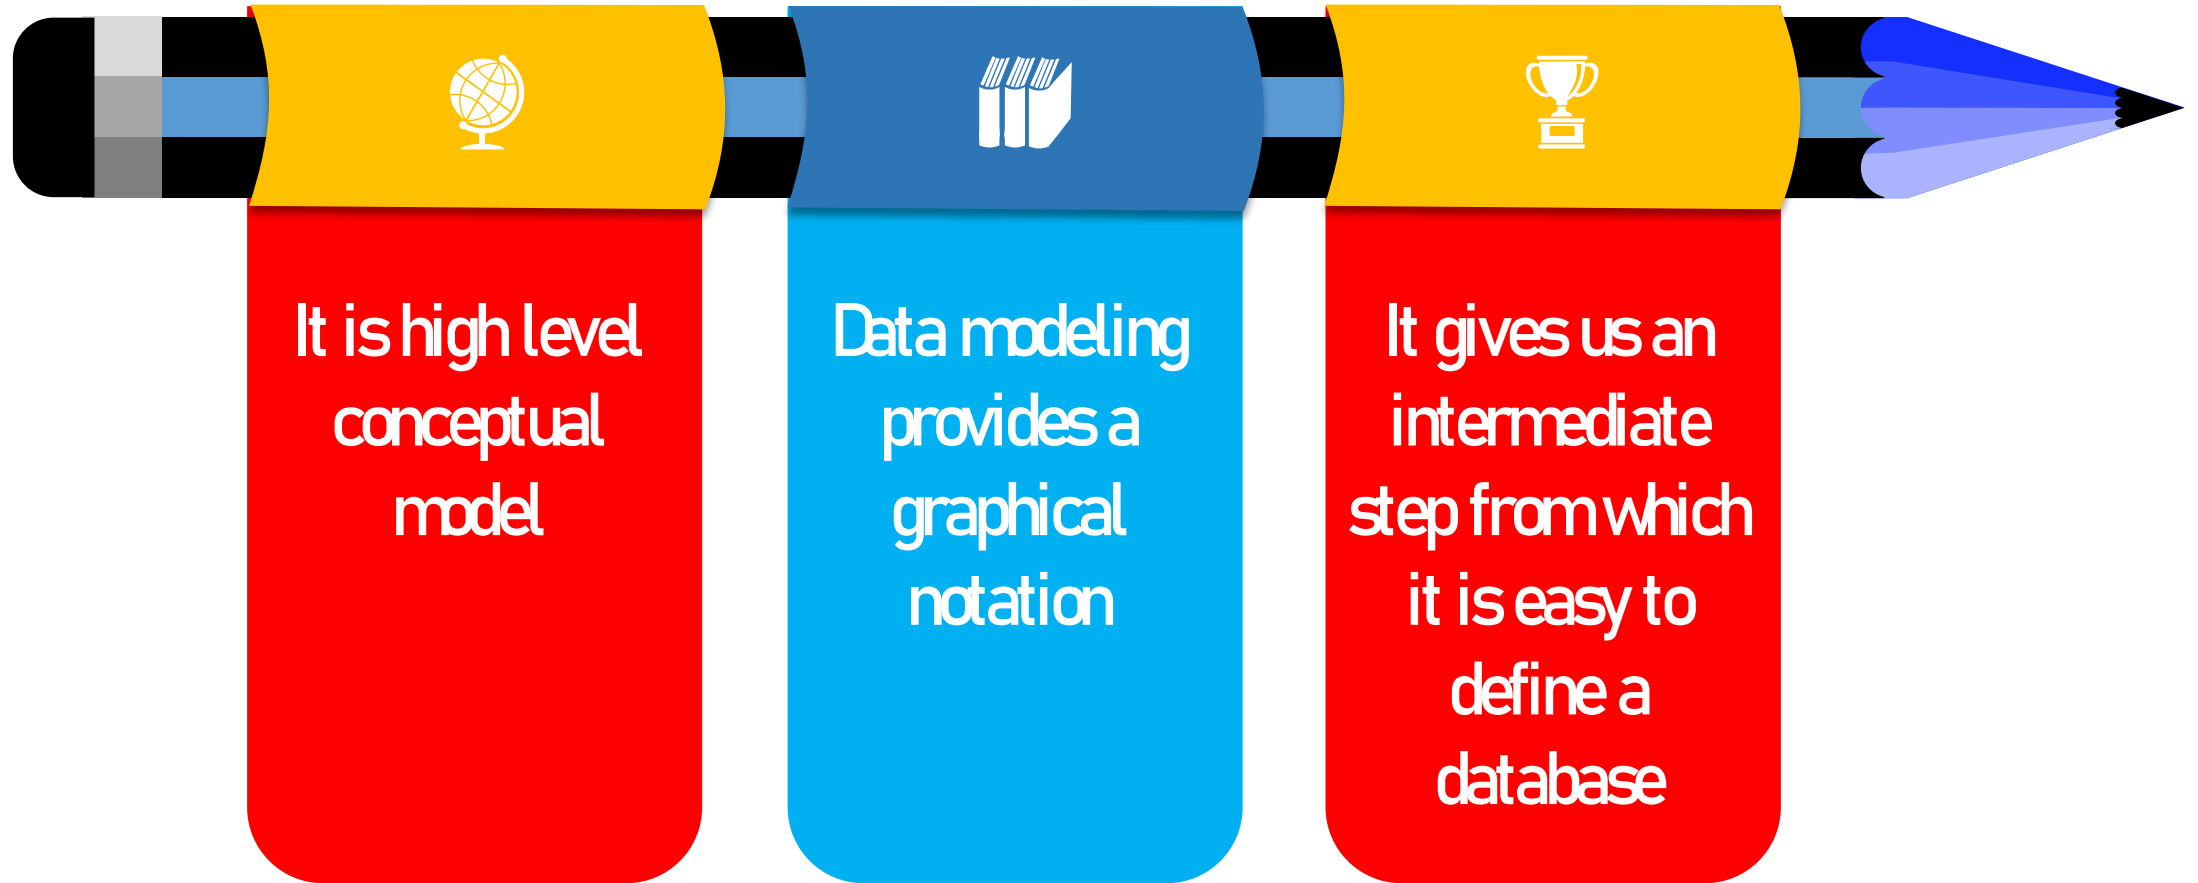 It is high level
conceptual
model
Data modeling
provides a
graphical
notation
It gives us an
intermediate
step from which
it is easy to
define a
database